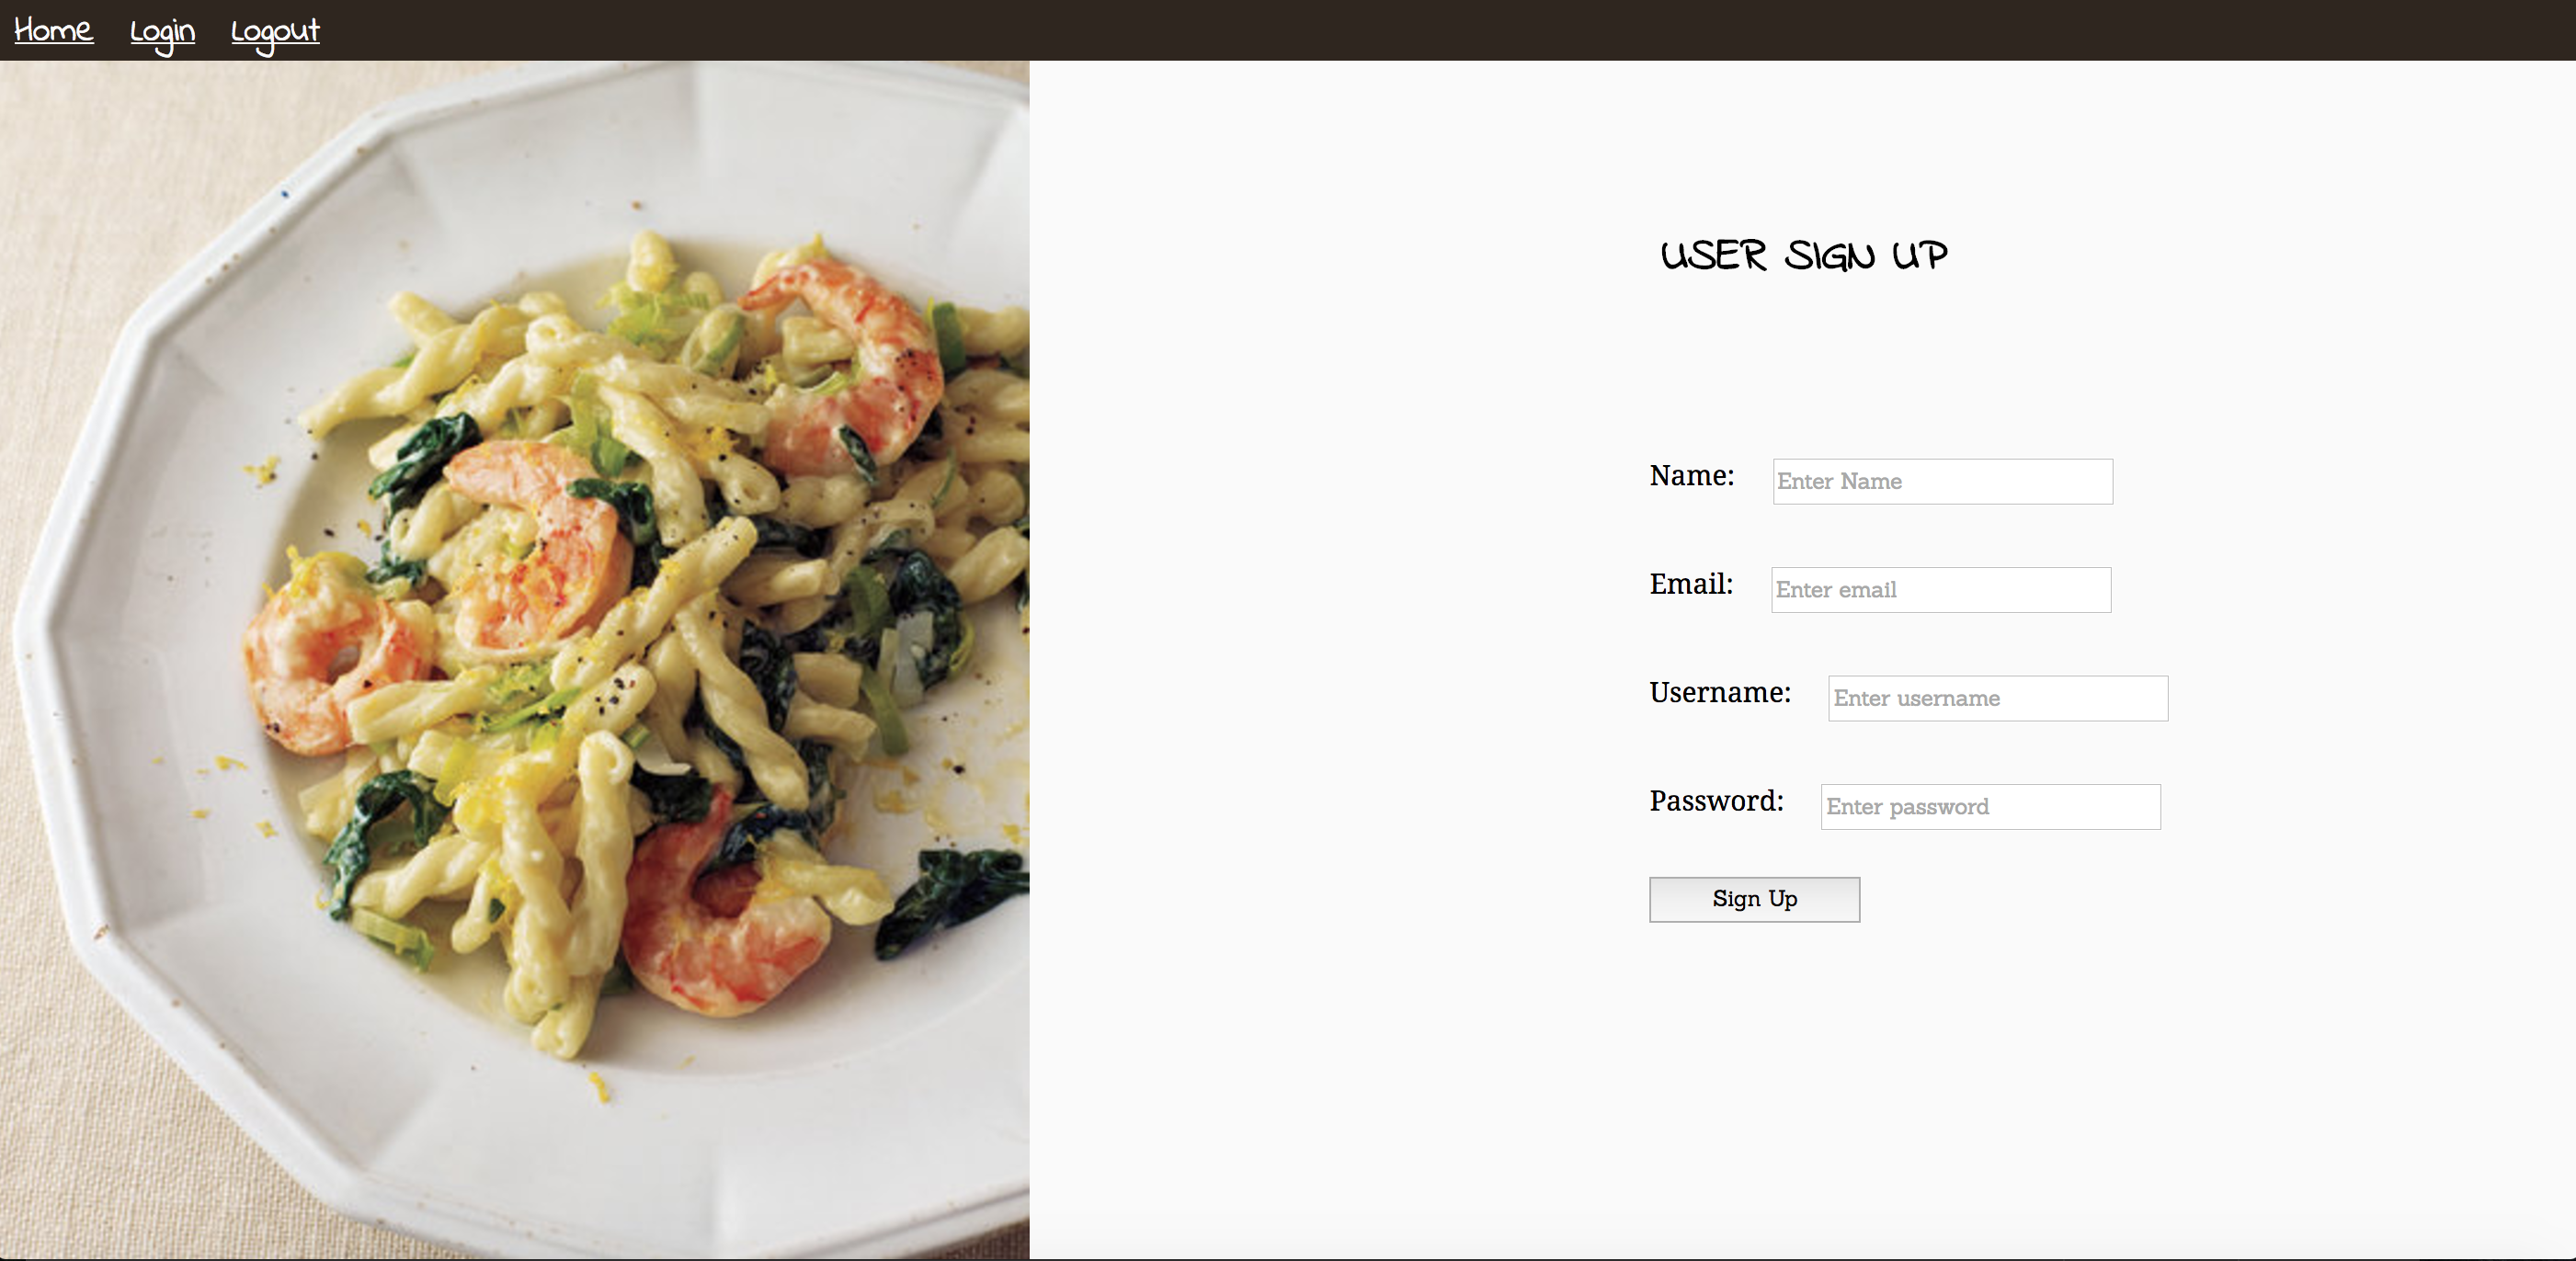 Home Login Logout
USER SIGN UP
Name: Enter Name
Email: Enter email
Username: Enter username
Password: Enter password
Sign Up